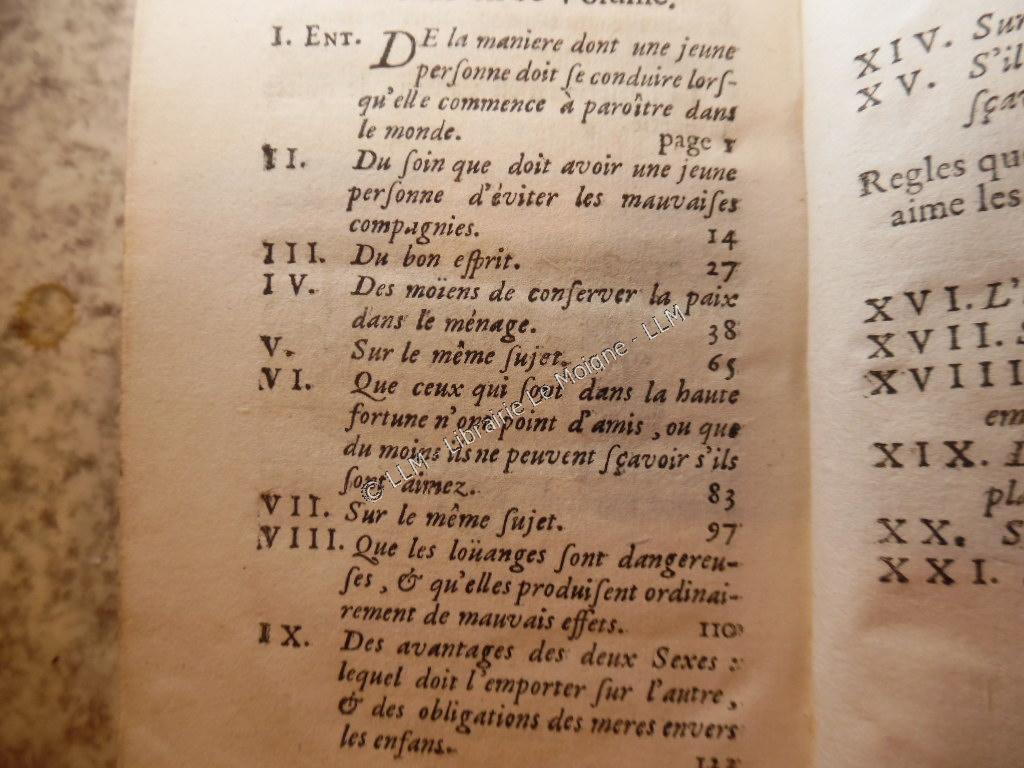 Volume.
I. ENT. DE la maniere dont une jeune
perſonne doit ſe conduire lorſ-
qu'elle commence à paroître dans
le monde. page 1
II. Du ſoin que doit avoir une jeune
perſonne d'éviter les mauvaiſes
compagnies. 14
III. Du bon eſprit. 27
IV. Des moïens de conſerver la paix
dans le ménage. 38
V. Sur le même ſujet. 65
VI. Que ceux qui ſont dans la haute
fortune n'ont point d'amis, ou que
du moins ils ne peuvent ſçavoir s'ils
ſont aimez. 83
VII. Sur le même ſujet. 97
VIII. Que les loüanges ſont dangereu-
ſes, & qu'elles produiſent ordinai-
rement de mauvais effets. 110
IX. Des avantages des deux Sexes :
lequel doit l'emporter ſur l'autre,
& des obligations des meres envers
les enfans.
XIV. Sur
XV. S'il
Regles que
aime les
XVI. L'
XVII. S
XVIII
XIX.
XX. S
XXI.
© LLM - Librairie Le Moigne - LLM